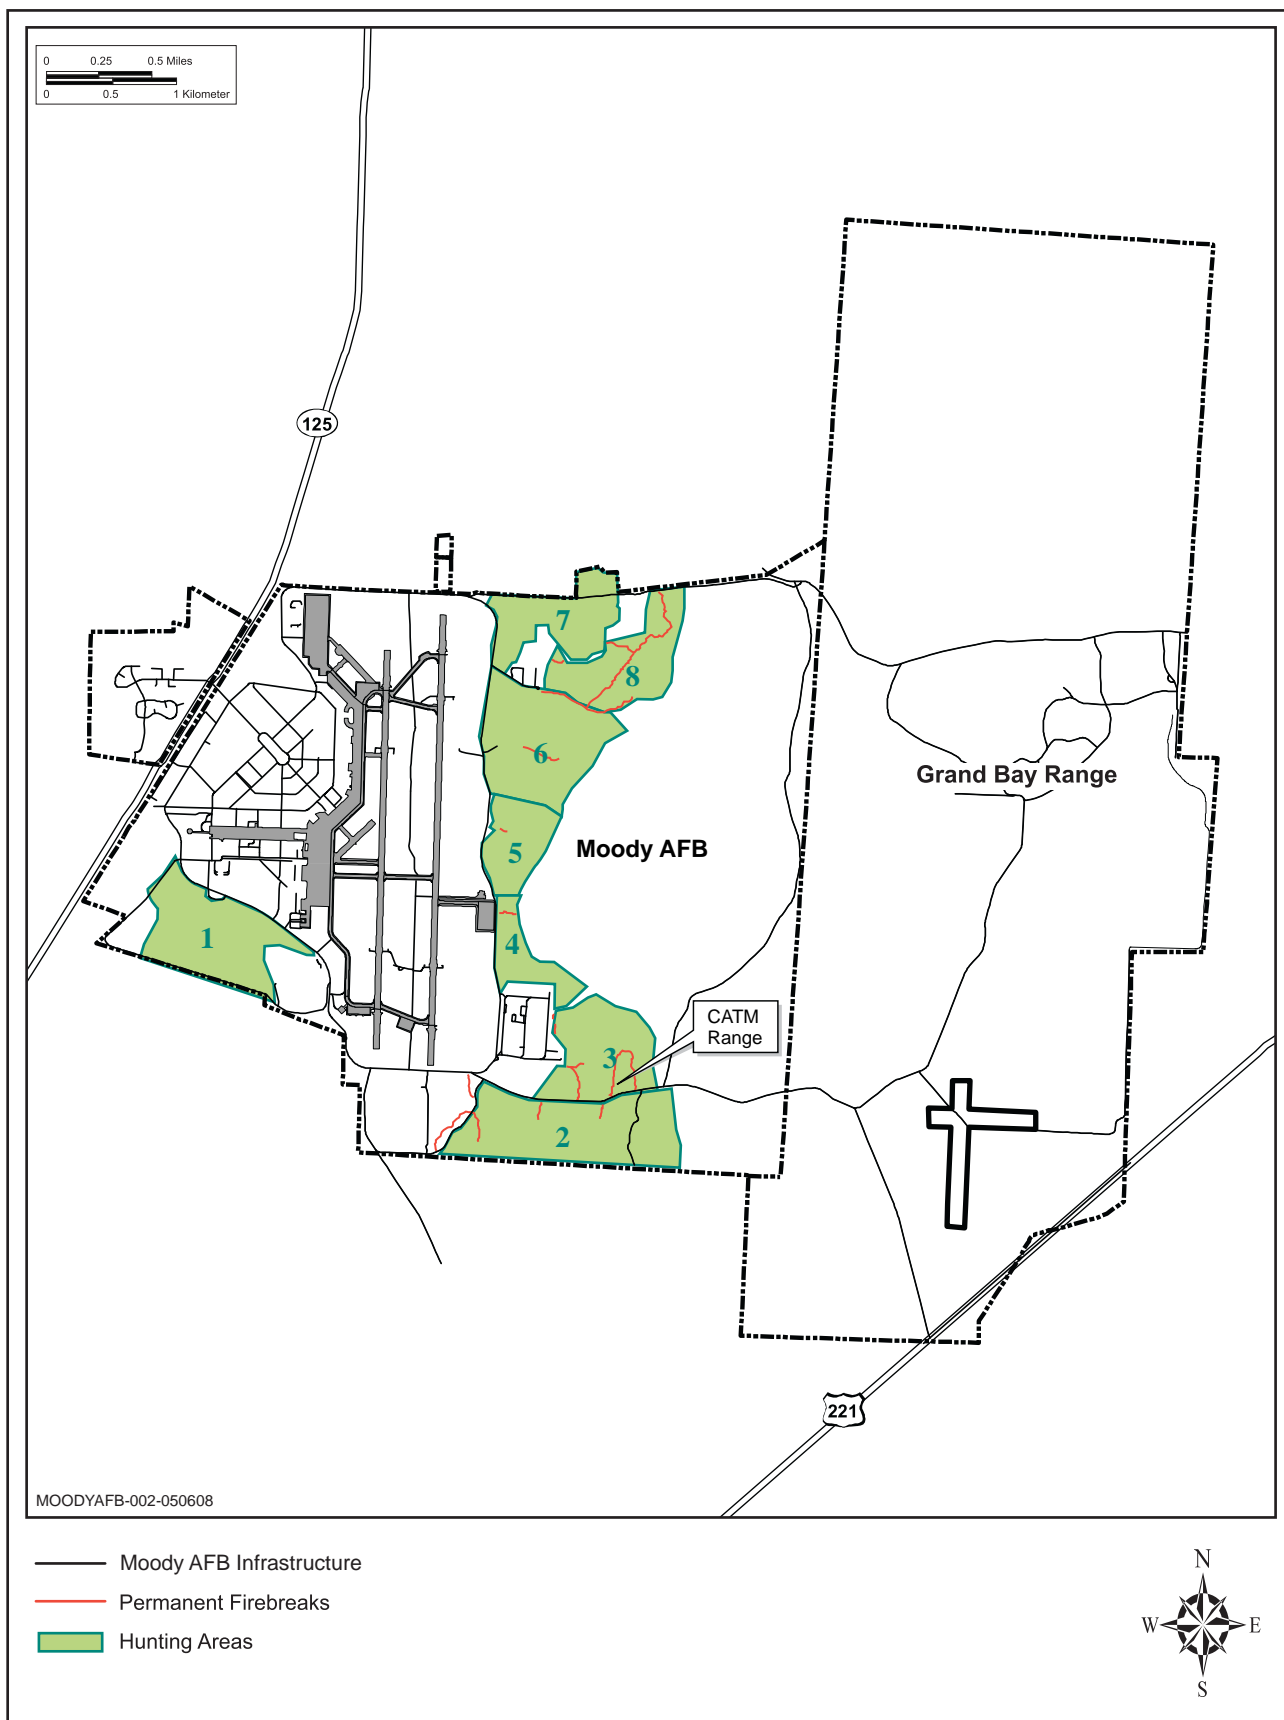 0 0.25 0.5 Miles
0 0.5 1 Kilometer
125
7
8
6
Grand Bay Range
5
Moody AFB
1
4
CATM
Range
3
2
221
MOODYAFB-002-050608
Moody AFB Infrastructure
Permanent Firebreaks
Hunting Areas
N
W E
S